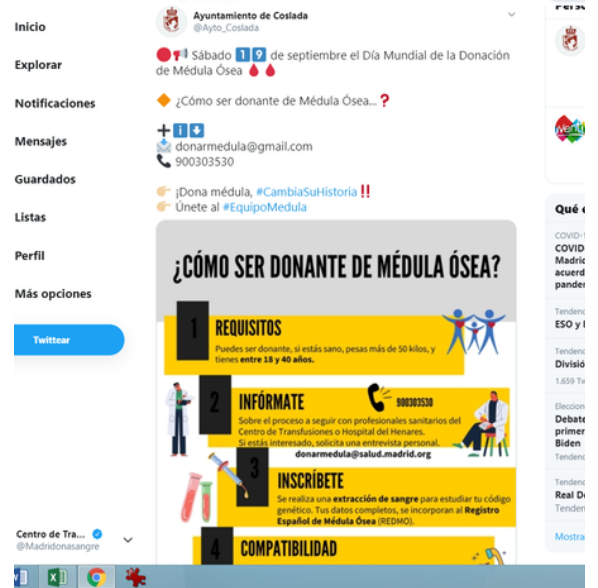 Inicio
Explorar
Notificaciones
Mensajes
Guardados
Listas
Perfil
Más opciones
Twittear
Centro de Tra...
@Madridonasangre
Ayuntamiento de Coslada
@Ayto_Coslada
Sábado 19 de septiembre el Día Mundial de la Donación
de Médula Ósea
¿Cómo ser donante de Médula Ósea... ❓
donarmedula@gmail.com
900303530
¡Dona médula, #CambiaSuHistoria ‼
Únete al #EquipoMedula
¿CÓMO SER DONANTE DE MÉDULA ÓSEA?
1 REQUISITOS
Puedes ser donante, si estás sano, pesas más de 50 kilos, y
tienes entre 18 y 40 años.
2 INFÓRMATE
900303530
Sobre el proceso a seguir con profesionales sanitarios del
Centro de Transfusiones o Hospital del Henares.
Si estás interesado, solicita una entrevista personal.
donarmedula@salud.madrid.org
3 INSCRÍBETE
Se realiza una extracción de sangre para estudiar tu código
genético. Tus datos completos, se incorporan al Registro
Español de Médula Ósea (REDMO).
4 COMPATIBILIDAD
Qué
COVID-
COVID
Madrid
acuerd
pander
Tendenc
ESO y
Tendenc
Divisió
1.659 Tw
Eleccion
Debate
primer
Biden
Tendenc
Tendenc
Real D
Tenden
Mostra